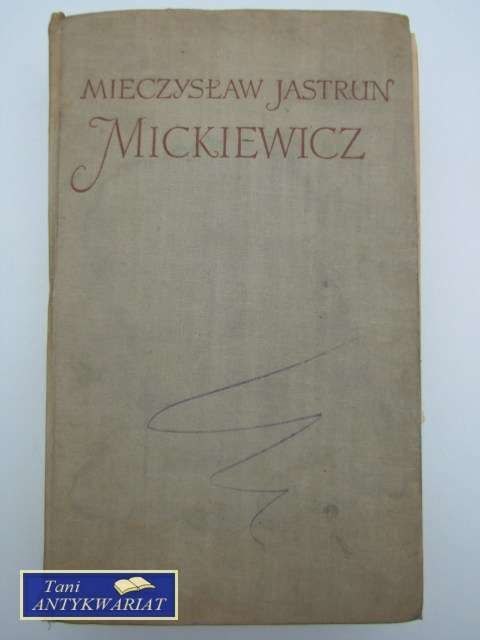 MIECZYSŁAW JASTRUN
MICKIEWICZ
Tani
ANTYKWARIAT